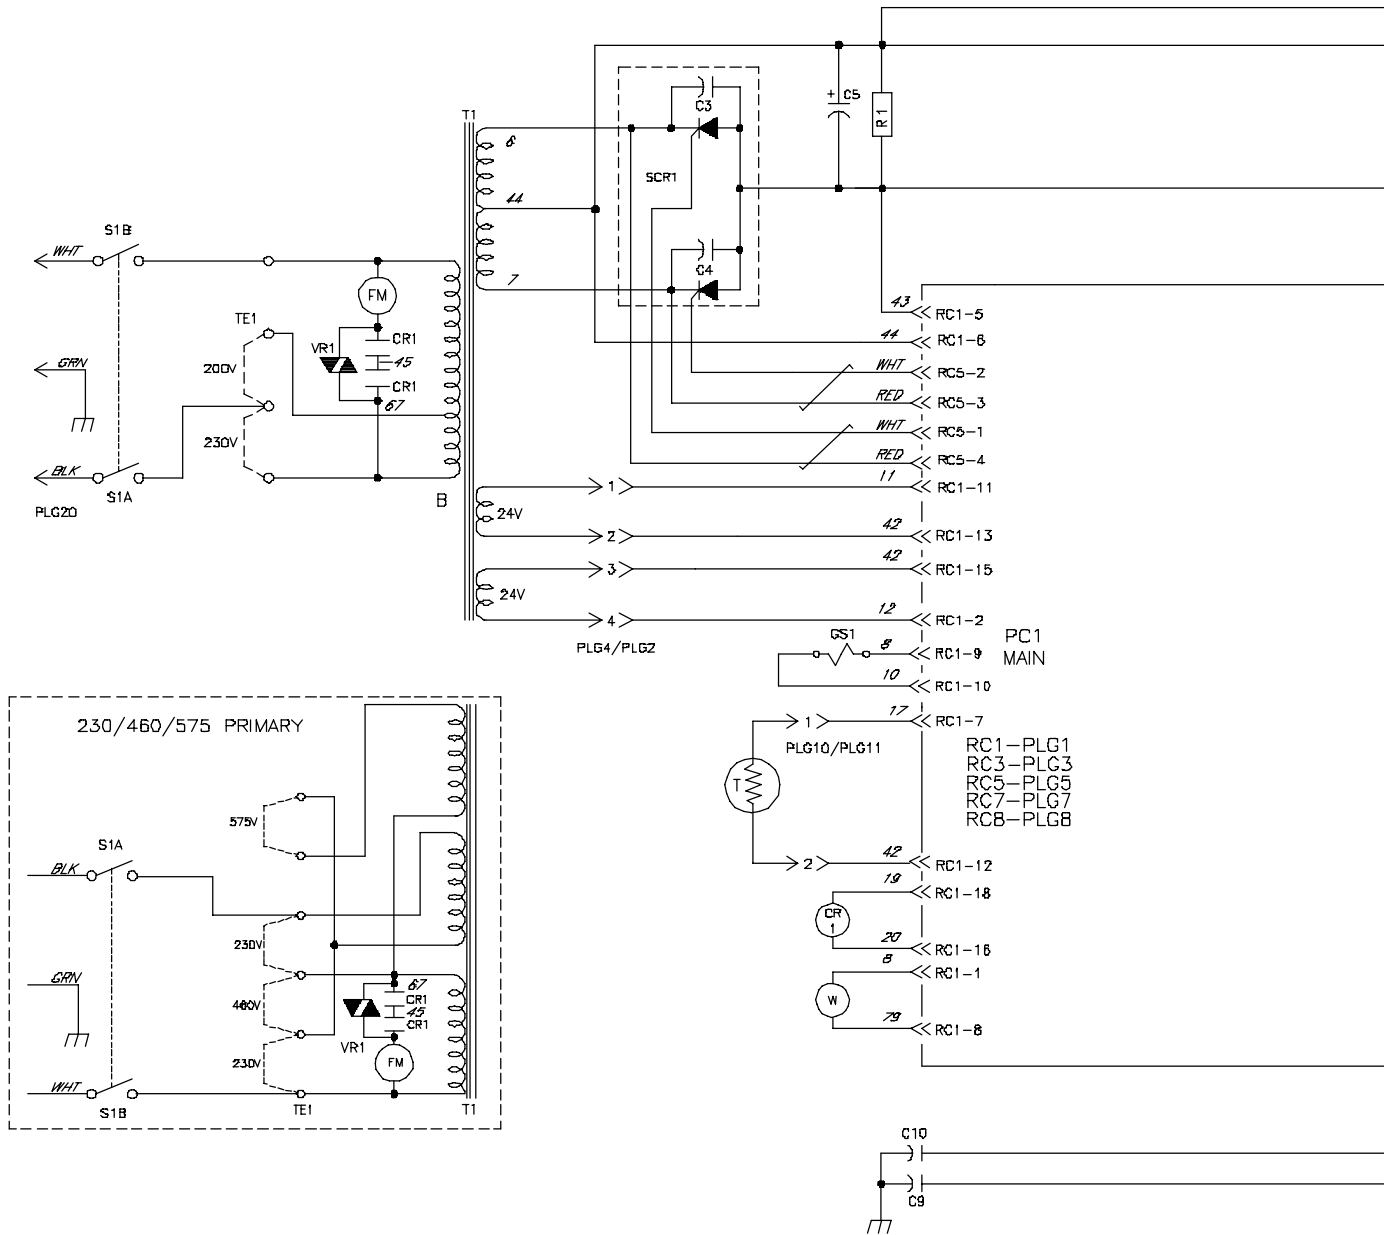 T1
6
C3
+ C5
R1
SCR1
44
S1B
WHT
C4
7
FM
43
RC1-5
TE1
VR1
CR1
44
RC1-6
45
GRN
200V
WHT
RC5-2
CR1
67
RED
RC5-3
230V
WHT
RC5-1
RED
RC5-4
BLK
11
1
RC1-11
S1A
B
PLG20
24V
42
2
RC1-13
42
3
RC1-15
24V
12
4
RC1-2
PLG4/PLG2
GS1
8
RC1-9
PC1
MAIN
10
RC1-10
17
1
RC1-7
PLG10/PLG11
T
RC1-PLG1
RC3-PLG3
RC5-PLG5
RC7-PLG7
RC8-PLG8
42
2
RC1-12
19
RC1-18
CR
1
20
RC1-16
8
RC1-1
W
79
RC1-8
230/460/575 PRIMARY
575V
S1A
BLK
230V
GRN
67
CR1
460V
45
CR1
VR1
230V
FM
WHT
S1B
TE1
T1
C10
C9